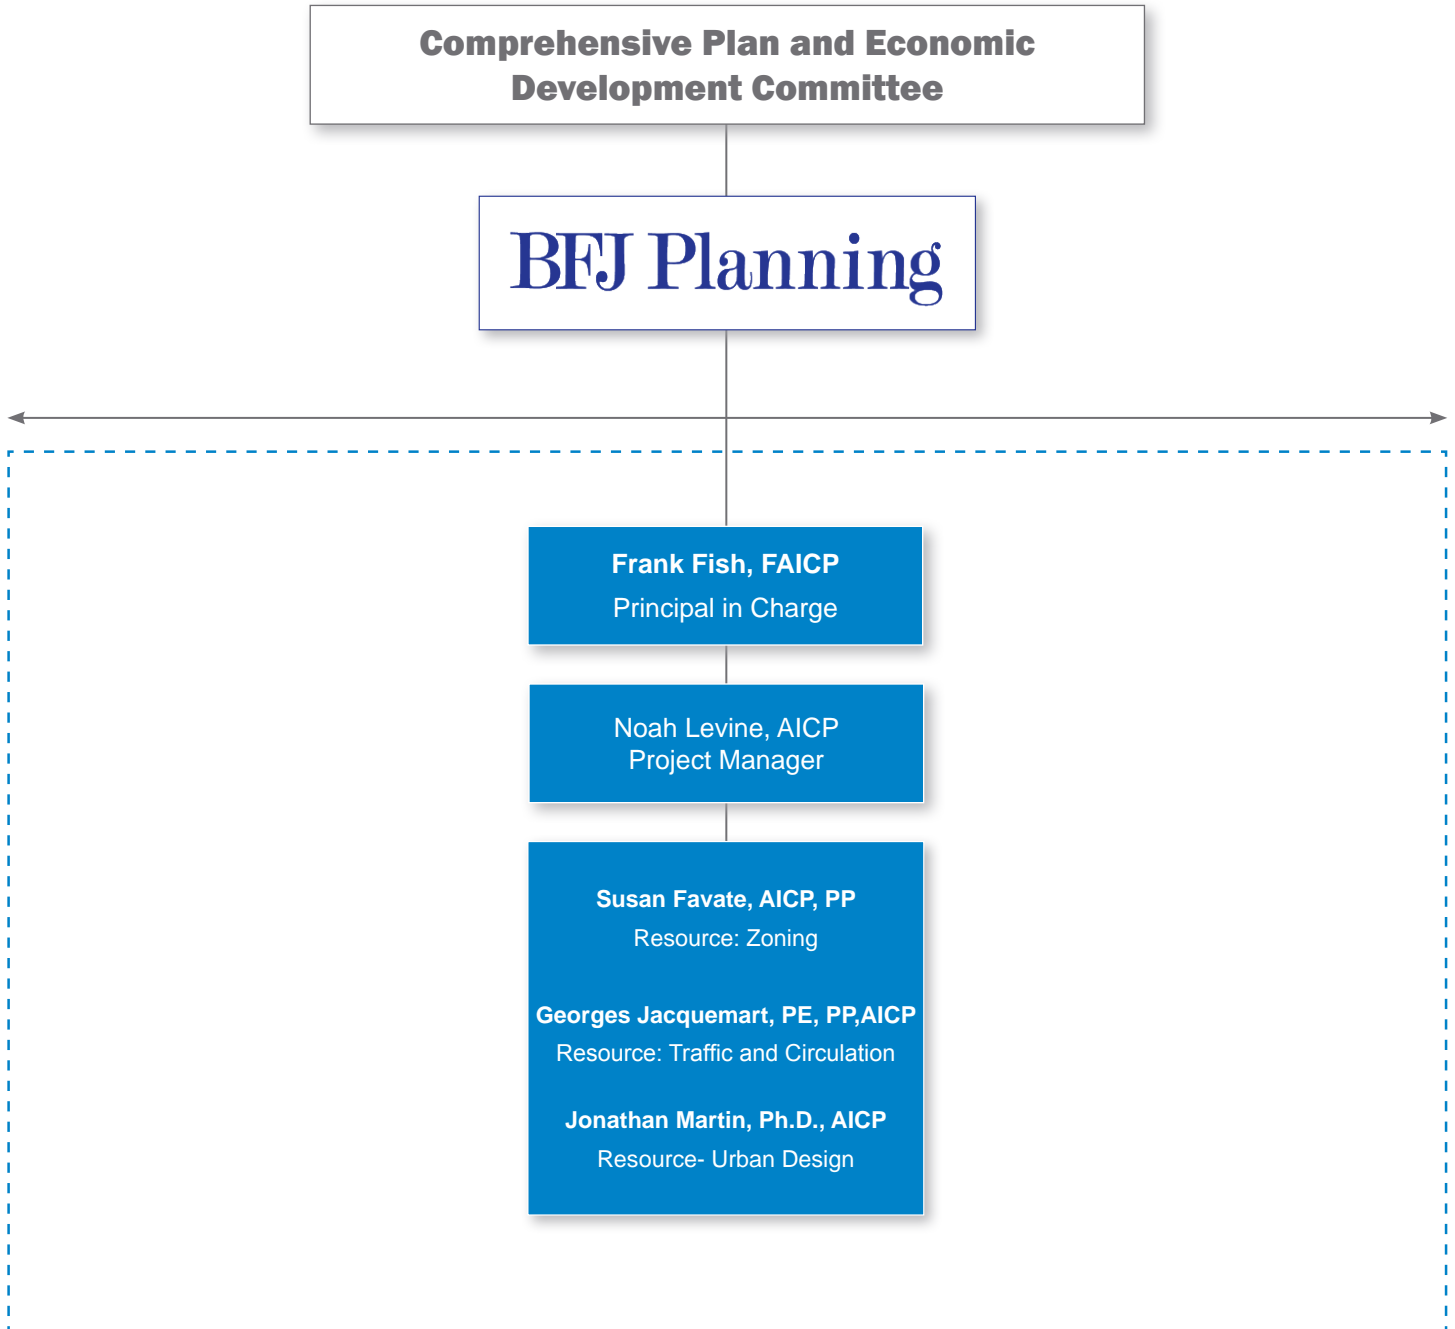 Comprehensive Plan and Economic
Development Committee
BFJ Planning
Frank Fish, FAICP
Principal in Charge
Noah Levine, AICP
Project Manager
Susan Favate, AICP, PP
Resource: Zoning
Georges Jacquemart, PE, PP,AICP
Resource: Traffic and Circulation
Jonathan Martin, Ph.D., AICP
Resource- Urban Design